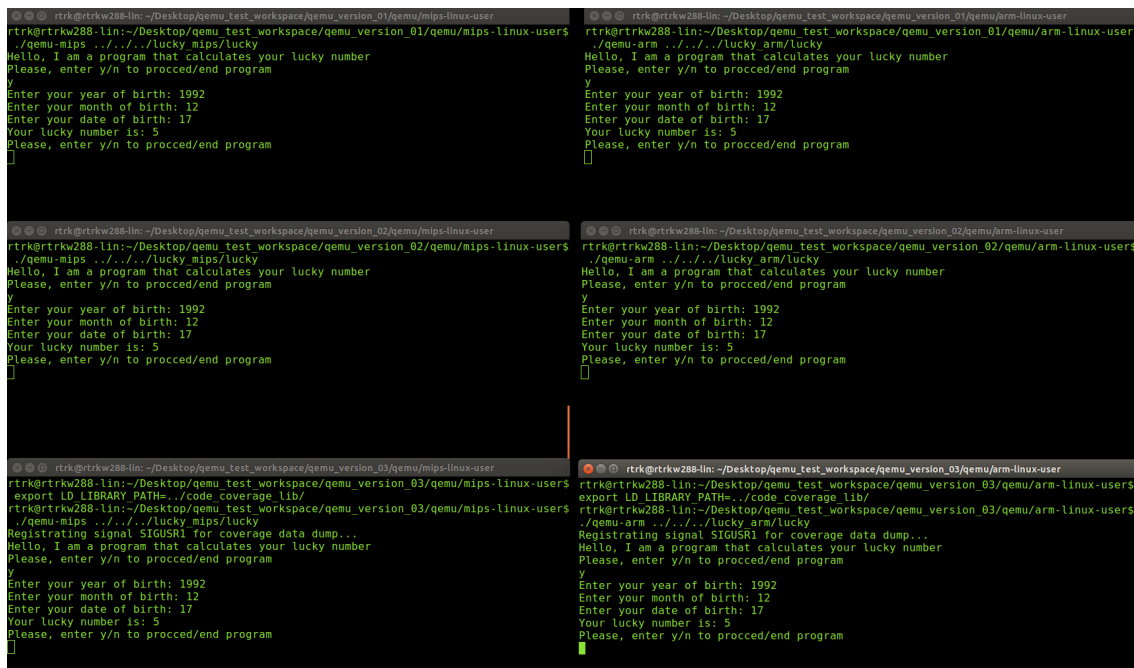 rtrk@rtrkw288-lin: ~/Desktop/qemu_test_workspace/qemu_version_01/qemu/mips-linux-user
rtrk@rtrkw288-lin:~/Desktop/qemu_test_workspace/qemu_version_01/qemu/mips-linux-user$
./qemu-mips ../../../lucky_mips/lucky
Hello, I am a program that calculates your lucky number
Please, enter y/n to procced/end program
y
Enter your year of birth: 1992
Enter your month of birth: 12
Enter your date of birth: 17
Your lucky number is: 5
Please, enter y/n to procced/end program
rtrk@rtrkw288-lin: ~/Desktop/qemu_test_workspace/qemu_version_01/qemu/arm-linux-user
rtrk@rtrkw288-lin:~/Desktop/qemu_test_workspace/qemu_version_01/qemu/arm-linux-user
./qemu-arm ../../../lucky_arm/lucky
Hello, I am a program that calculates your lucky number
Please, enter y/n to procced/end program
y
Enter your year of birth: 1992
Enter your month of birth: 12
Enter your date of birth: 17
Your lucky number is: 5
Please, enter y/n to procced/end program
rtrk@rtrkw288-lin: ~/Desktop/qemu_test_workspace/qemu_version_02/qemu/mips-linux-user
rtrk@rtrkw288-lin:~/Desktop/qemu_test_workspace/qemu_version_02/qemu/mips-linux-user$
./qemu-mips ../../../lucky_mips/lucky
Hello, I am a program that calculates your lucky number
Please, enter y/n to procced/end program
y
Enter your year of birth: 1992
Enter your month of birth: 12
Enter your date of birth: 17
Your lucky number is: 5
Please, enter y/n to procced/end program
rtrk@rtrkw288-lin: ~/Desktop/qemu_test_workspace/qemu_version_02/qemu/arm-linux-user
rtrk@rtrkw288-lin:~/Desktop/qemu_test_workspace/qemu_version_02/qemu/arm-linux-user$
./qemu-arm ../../../lucky_arm/lucky
Hello, I am a program that calculates your lucky number
Please, enter y/n to procced/end program
y
Enter your year of birth: 1992
Enter your month of birth: 12
Enter your date of birth: 17
Your lucky number is: 5
Please, enter y/n to procced/end program
rtrk@rtrkw288-lin: ~/Desktop/qemu_test_workspace/qemu_version_03/qemu/mips-linux-user
rtrk@rtrkw288-lin:~/Desktop/qemu_test_workspace/qemu_version_03/qemu/mips-linux-user$
export LD_LIBRARY_PATH=../code_coverage_lib/
rtrk@rtrkw288-lin:~/Desktop/qemu_test_workspace/qemu_version_03/qemu/mips-linux-user$
./qemu-mips ../../../lucky_mips/lucky
Registrating signal SIGUSR1 for coverage data dump...
Hello, I am a program that calculates your lucky number
Please, enter y/n to procced/end program
y
Enter your year of birth: 1992
Enter your month of birth: 12
Enter your date of birth: 17
Your lucky number is: 5
Please, enter y/n to procced/end program
rtrk@rtrkw288-lin: ~/Desktop/qemu_test_workspace/qemu_version_03/qemu/arm-linux-user
rtrk@rtrkw288-lin:~/Desktop/qemu_test_workspace/qemu_version_03/qemu/arm-linux-user$
export LD_LIBRARY_PATH=../code_coverage_lib/
rtrk@rtrkw288-lin:~/Desktop/qemu_test_workspace/qemu_version_03/qemu/arm-linux-user$
./qemu-arm ../../../lucky_arm/lucky
Registrating signal SIGUSR1 for coverage data dump...
Hello, I am a program that calculates your lucky number
Please, enter y/n to procced/end program
y
Enter your year of birth: 1992
Enter your month of birth: 12
Enter your date of birth: 17
Your lucky number is: 5
Please, enter y/n to procced/end program